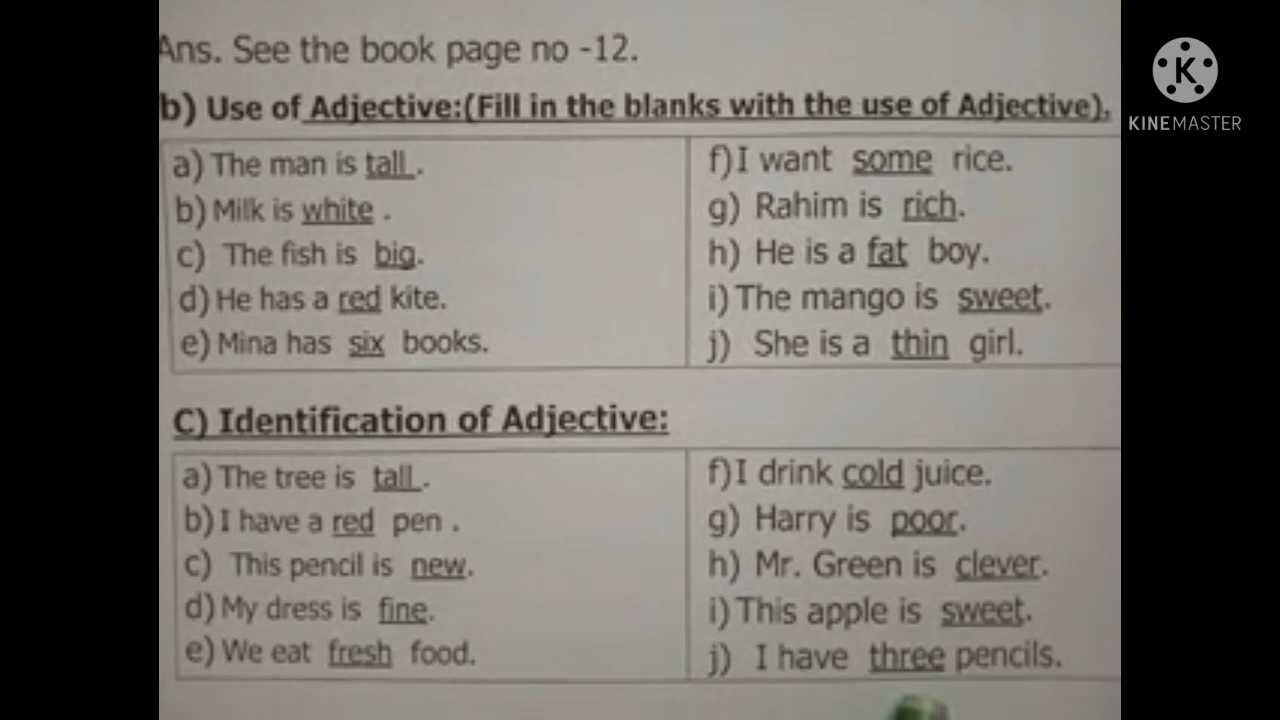 Ans. See the book page no -12.
b) Use of Adjective:(Fill in the blanks with the use of Adjective).
a) The man is tall .
b) Milk is white .
c) The fish is big.
d) He has a red kite.
e) Mina has six books.
f) I want some rice.
g) Rahim is rich.
h) He is a fat boy.
i) The mango is sweet.
j) She is a thin girl.
C) Identification of Adjective:
a) The tree is tall .
b) I have a red pen .
c) This pencil is new.
d) My dress is fine.
e) We eat fresh food.
f) I drink cold juice.
g) Harry is poor.
h) Mr. Green is clever.
i) This apple is sweet.
j) I have three pencils.
K
KINEMASTER